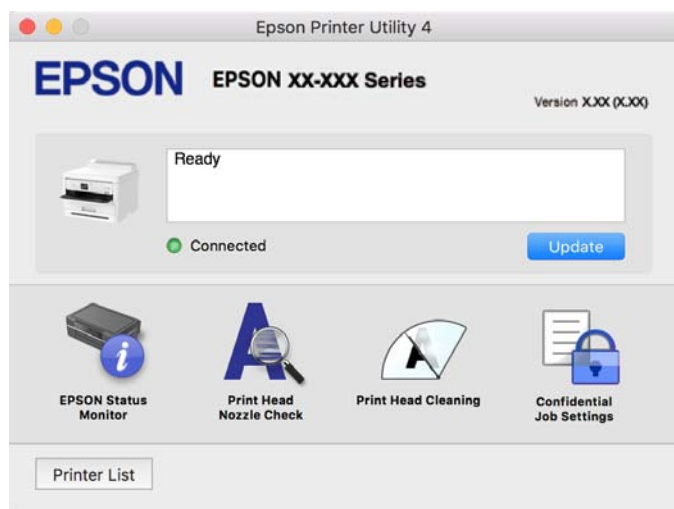 Epson Printer Utility 4
EPSON
EPSON XX-XXX Series
Version X.XX (X.XX)
Ready
Connected
Update
EPSON Status
Monitor
Print Head
Nozzle Check
Print Head Cleaning
Confidential
Job Settings
Printer List